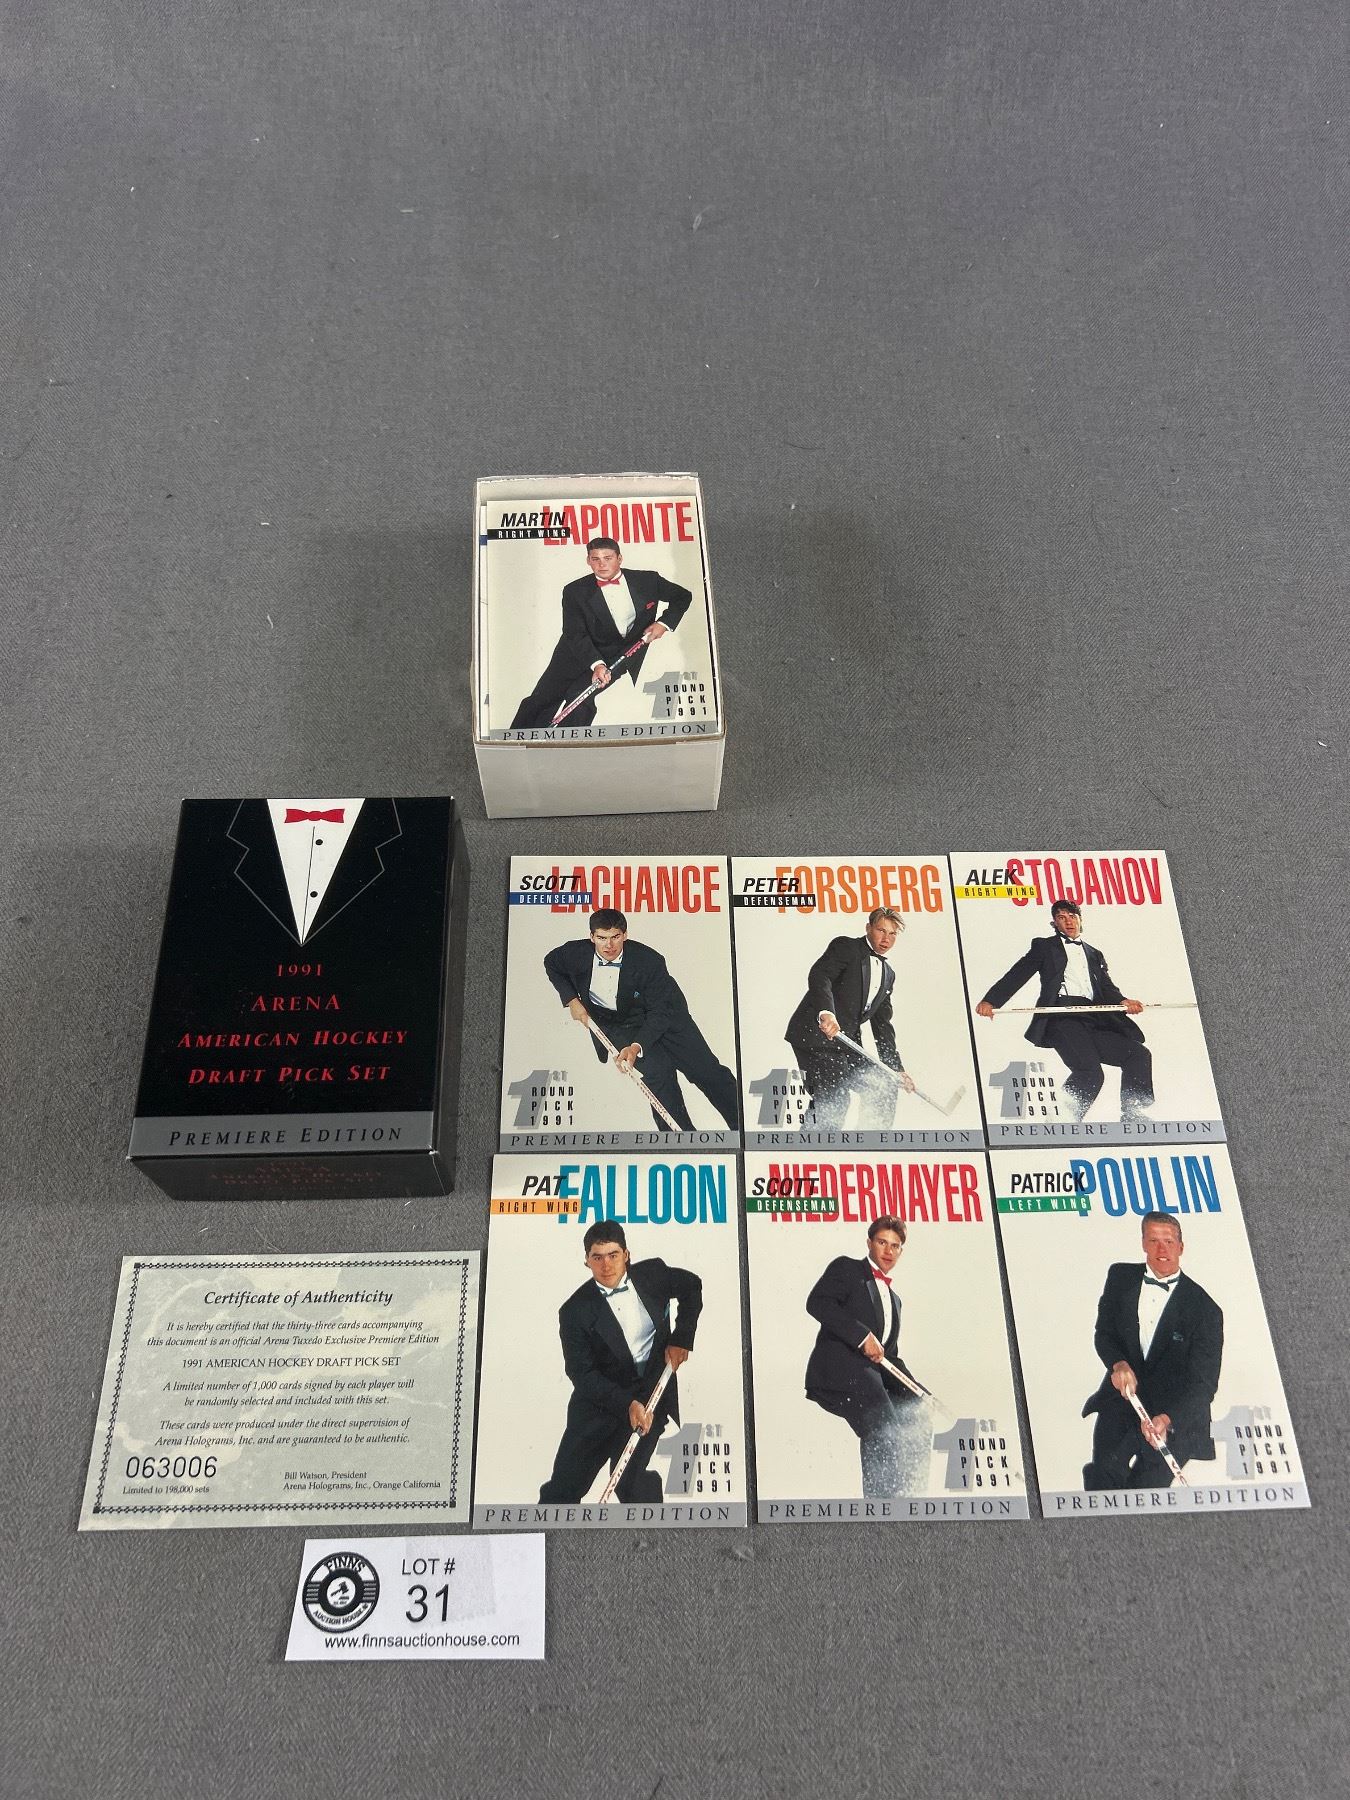 MARTIN LAPOINTE
RIGHT WING
1ST
ROUND
PICK
1991
PREMIERE EDITION
1991
ARENA
AMERICAN HOCKEY
DRAFT PICK SET
PREMIERE EDITION
ARENA
AMERICAN HOCKEY
DRAFT PICK SET
SCOTT LACHANCE
DEFENSEMAN
1ST
ROUND
PICK
1991
PREMIERE EDITION
PETER FORSBERG
DEFENSEMAN
1ST
ROUND
PICK
1991
PREMIERE EDITION
ALEK STOJANOV
RIGHT WING
1ST
ROUND
PICK
1991
PREMIERE EDITION
PAT FALLOON
RIGHT WING
1ST
ROUND
PICK
1991
PREMIERE EDITION
SCOTT NIEDERMAYER
DEFENSEMAN
1ST
ROUND
PICK
1991
PREMIERE EDITION
PATRICK POULIN
LEFT WING
1ST
ROUND
PICK
1991
PREMIERE EDITION
Certificate of Authenticity
It is hereby certified that the thirty-three cards accompanying
this document is an official Arena Tuxedo Exclusive Premiere Edition
1991 AMERICAN HOCKEY DRAFT PICK SET
A limited number of 1,000 cards signed by each player will
be randomly selected and included with this set.
These cards were produced under the direct supervision of
Arena Holograms, Inc. and are guaranteed to be authentic.
063006
Limited to 198,000 sets
Bill Watson, President
Arena Holograms, Inc., Orange California
FINNS
AUCTION HOUSE
LOT #
31
www.finnsauctionhouse.com